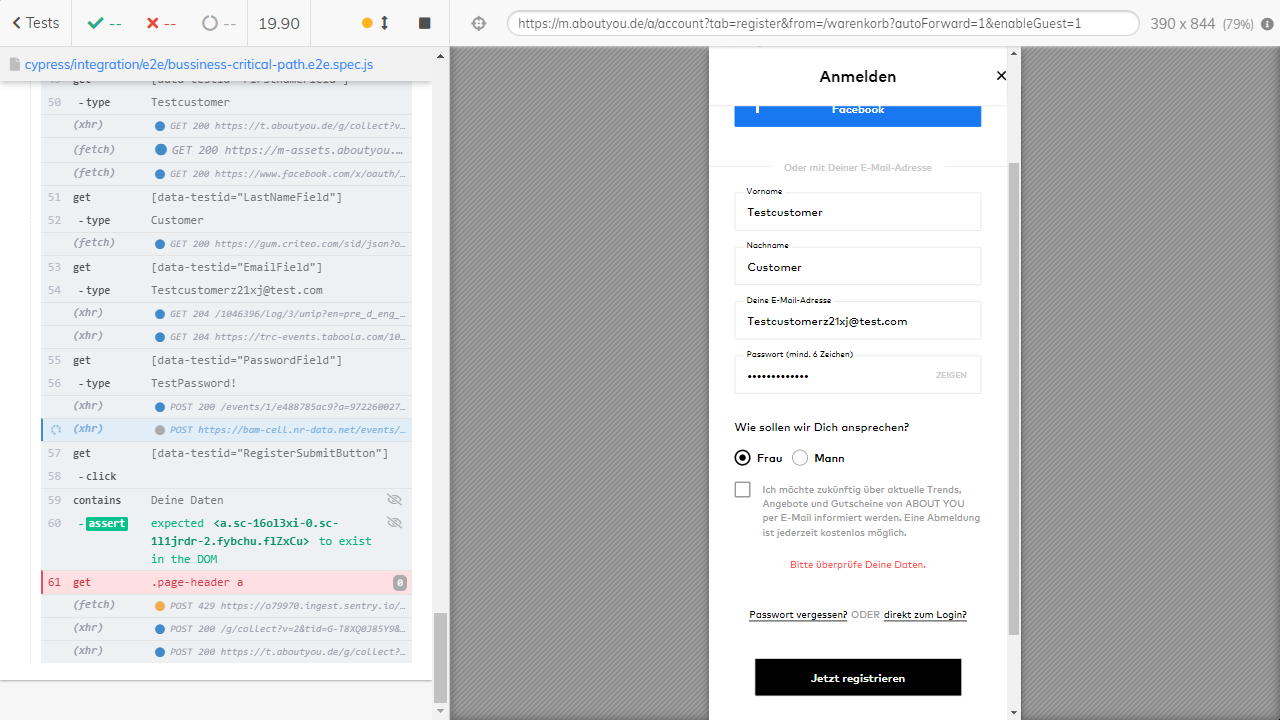 Tests
--
--
--
19.90
https://m.aboutyou.de/a/account?tab=register&from=/warenkorb?autoForward=1&enableGuest=1
390 x 844 (79%)
cypress/integration/e2e/bussiness-critical-path.e2e.spec.js
50 -type Testcustomer
(xhr) GET 200 https://t.aboutyou.de/g/collect?v…
(fetch) GET 200 https://m-assets.aboutyou.…
(fetch) GET 200 https://www.facebook.com/x/oauth/…
51 get [data-testid="LastNameField"]
52 -type Customer
(fetch) GET 200 https://gum.criteo.com/sid/json?o…
53 get [data-testid="EmailField"]
54 -type Testcustomerz21xj@test.com
(xhr) GET 204 /1046396/log/3/unip?en=pre_d_eng_…
(xhr) GET 204 https://trc-events.taboola.com/10…
55 get [data-testid="PasswordField"]
56 -type TestPassword!
(xhr) POST 200 /events/1/e488785ac9?a=972260027…
(xhr) POST https://bam-cell.nr-data.net/events/…
57 get [data-testid="RegisterSubmitButton"]
58 -click
59 contains Deine Daten
60 -assert expected <a.sc-16ol3xi-0.sc-
1l1jrdr-2.fybchu.flZxCu> to exist
in the DOM
61 get .page-header a 0
(fetch) POST 429 https://o79970.ingest.sentry.io/…
(xhr) POST 200 /g/collect?v=2&tid=G-T8XQ0J85Y9&…
(xhr) POST 200 https://t.aboutyou.de/g/collect?…
Anmelden
Facebook
Oder mit Deiner E-Mail-Adresse
Vorname
Testcustomer
Nachname
Customer
Deine E-Mail-Adresse
Testcustomerz21xj@test.com
Passwort (mind. 6 Zeichen)
•••••••••••••
ZEIGEN
Wie sollen wir Dich ansprechen?
Frau Mann
Ich möchte zukünftig über aktuelle Trends,
Angebote und Gutscheine von ABOUT YOU
per E-Mail informiert werden. Eine Abmeldung
ist jederzeit kostenlos möglich.
Bitte überprüfe Deine Daten.
Passwort vergessen? ODER direkt zum Login?
Jetzt registrieren